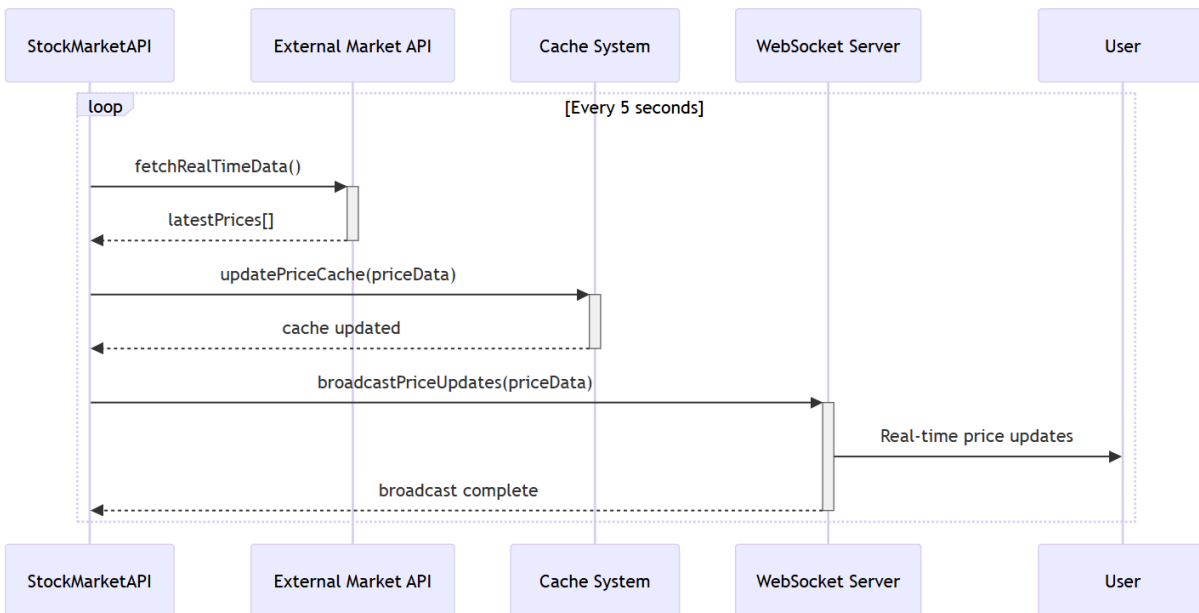 StockMarketAPI
External Market API
Cache System
WebSocket Server
User
loop
[Every 5 seconds]
fetchRealTimeData()
latestPrices[]
updatePriceCache(priceData)
cache updated
broadcastPriceUpdates(priceData)
Real-time price updates
broadcast complete
StockMarketAPI
External Market API
Cache System
WebSocket Server
User